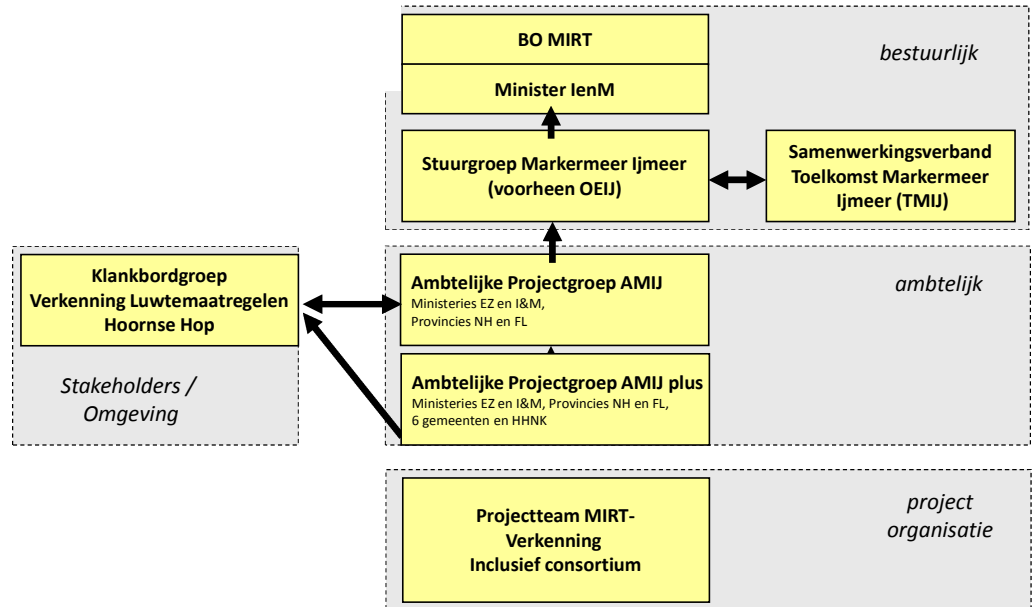 BO MIRT
bestuurlijk
Minister IenM
Stuurgroep Markermeer Ijmeer
(voorheen OEIJ)
Samenwerkingsverband
Toelkomst Markermeer
Ijmeer (TMIJ)
Klankbordgroep
Verkenning Luwtemaatregelen
Hoornse Hop
Stakeholders /
Omgeving
Ambtelijke Projectgroep AMIJ
Ministeries EZ en I&M,
Provincies NH en FL
ambtelijk
Ambtelijke Projectgroep AMIJ plus
Ministeries EZ en I&M, Provincies NH en FL,
6 gemeenten en HHNK
Projectteam MIRT-
Verkenning
Inclusief consortium
project
organisatie